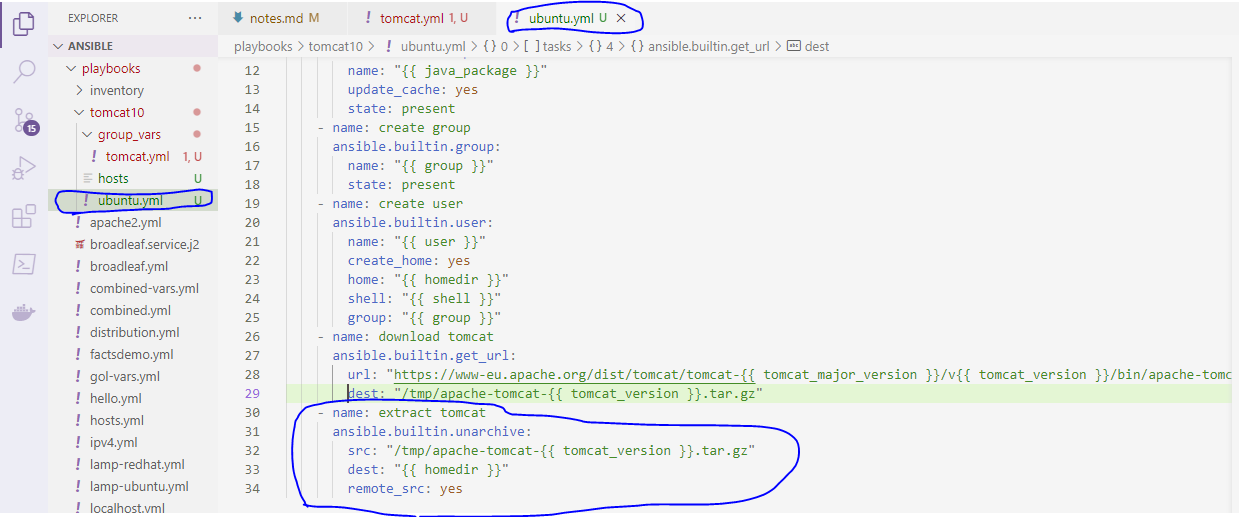 EXPLORER
ANSIBLE
playbooks
inventory
tomcat10
group_vars
tomcat.yml 1, U
hosts U
ubuntu.yml U
apache2.yml
broadleaf.service.j2
broadleaf.yml
combined-vars.yml
combined.yml
distribution.yml
factsdemo.yml
gol-vars.yml
hello.yml
hosts.yml
ipv4.yml
lamp-redhat.yml
lamp-ubuntu.yml
localhost.yml
15
notes.md M
tomcat.yml 1, U
ubuntu.yml U
playbooks > tomcat10 > ubuntu.yml > {} 0 > [ ] tasks > {} 4 > {} ansible.builtin.get_url > dest
12 name: "{{ java_package }}"
13 update_cache: yes
14 state: present
15 - name: create group
16 ansible.builtin.group:
17 name: "{{ group }}"
18 state: present
19 - name: create user
20 ansible.builtin.user:
21 name: "{{ user }}"
22 create_home: yes
23 home: "{{ homedir }}"
24 shell: "{{ shell }}"
25 group: "{{ group }}"
26 - name: download tomcat
27 ansible.builtin.get_url:
28 url: "https://www-eu.apache.org/dist/tomcat/tomcat-{{ tomcat_major_version }}/v{{ tomcat_version }}/bin/apache-tomc
29 dest: "/tmp/apache-tomcat-{{ tomcat_version }}.tar.gz"
30 - name: extract tomcat
31 ansible.builtin.unarchive:
32 src: "/tmp/apache-tomcat-{{ tomcat_version }}.tar.gz"
33 dest: "{{ homedir }}"
34 remote_src: yes